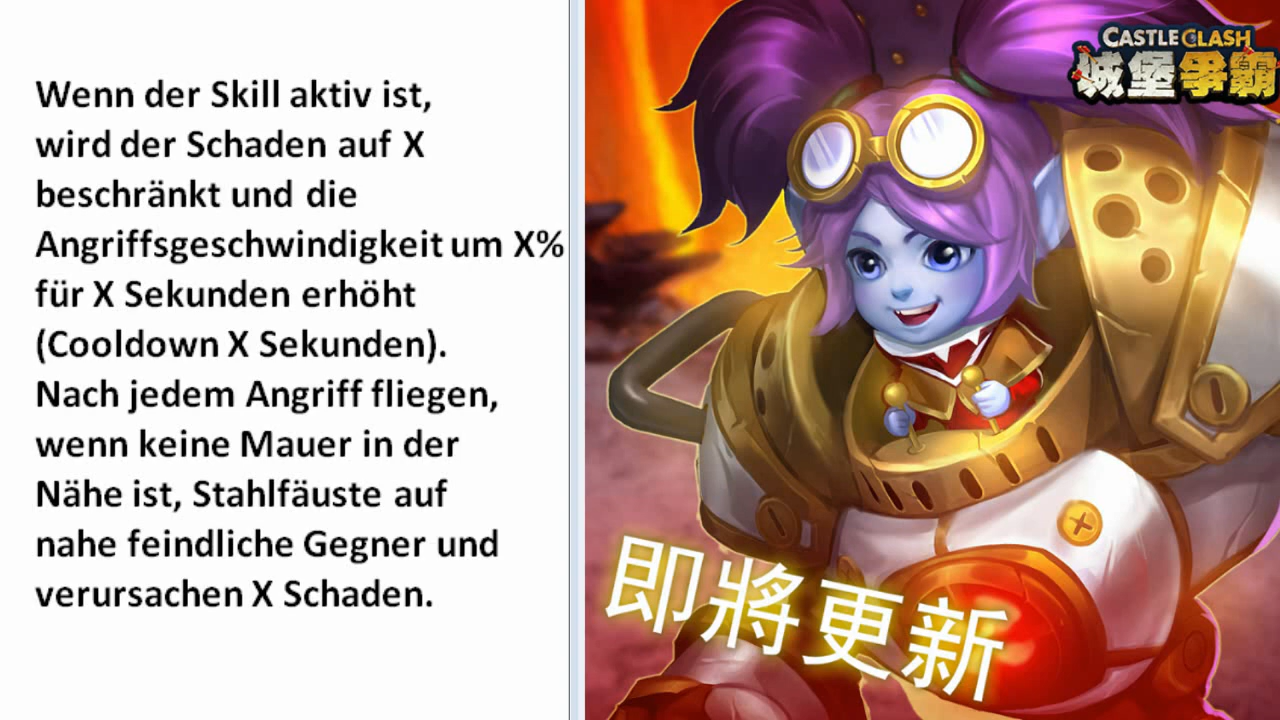 Wenn der Skill aktiv ist,
wird der Schaden auf X
beschränkt und die
Angriffsgeschwindigkeit um X%
für X Sekunden erhöht
(Cooldown X Sekunden).
Nach jedem Angriff fliegen,
wenn keine Mauer in der
Nähe ist, Stahlfäuste auf
nahe feindliche Gegner und
verursachen X Schaden.
CASTLE CLASH
城堡爭霸
即將更新